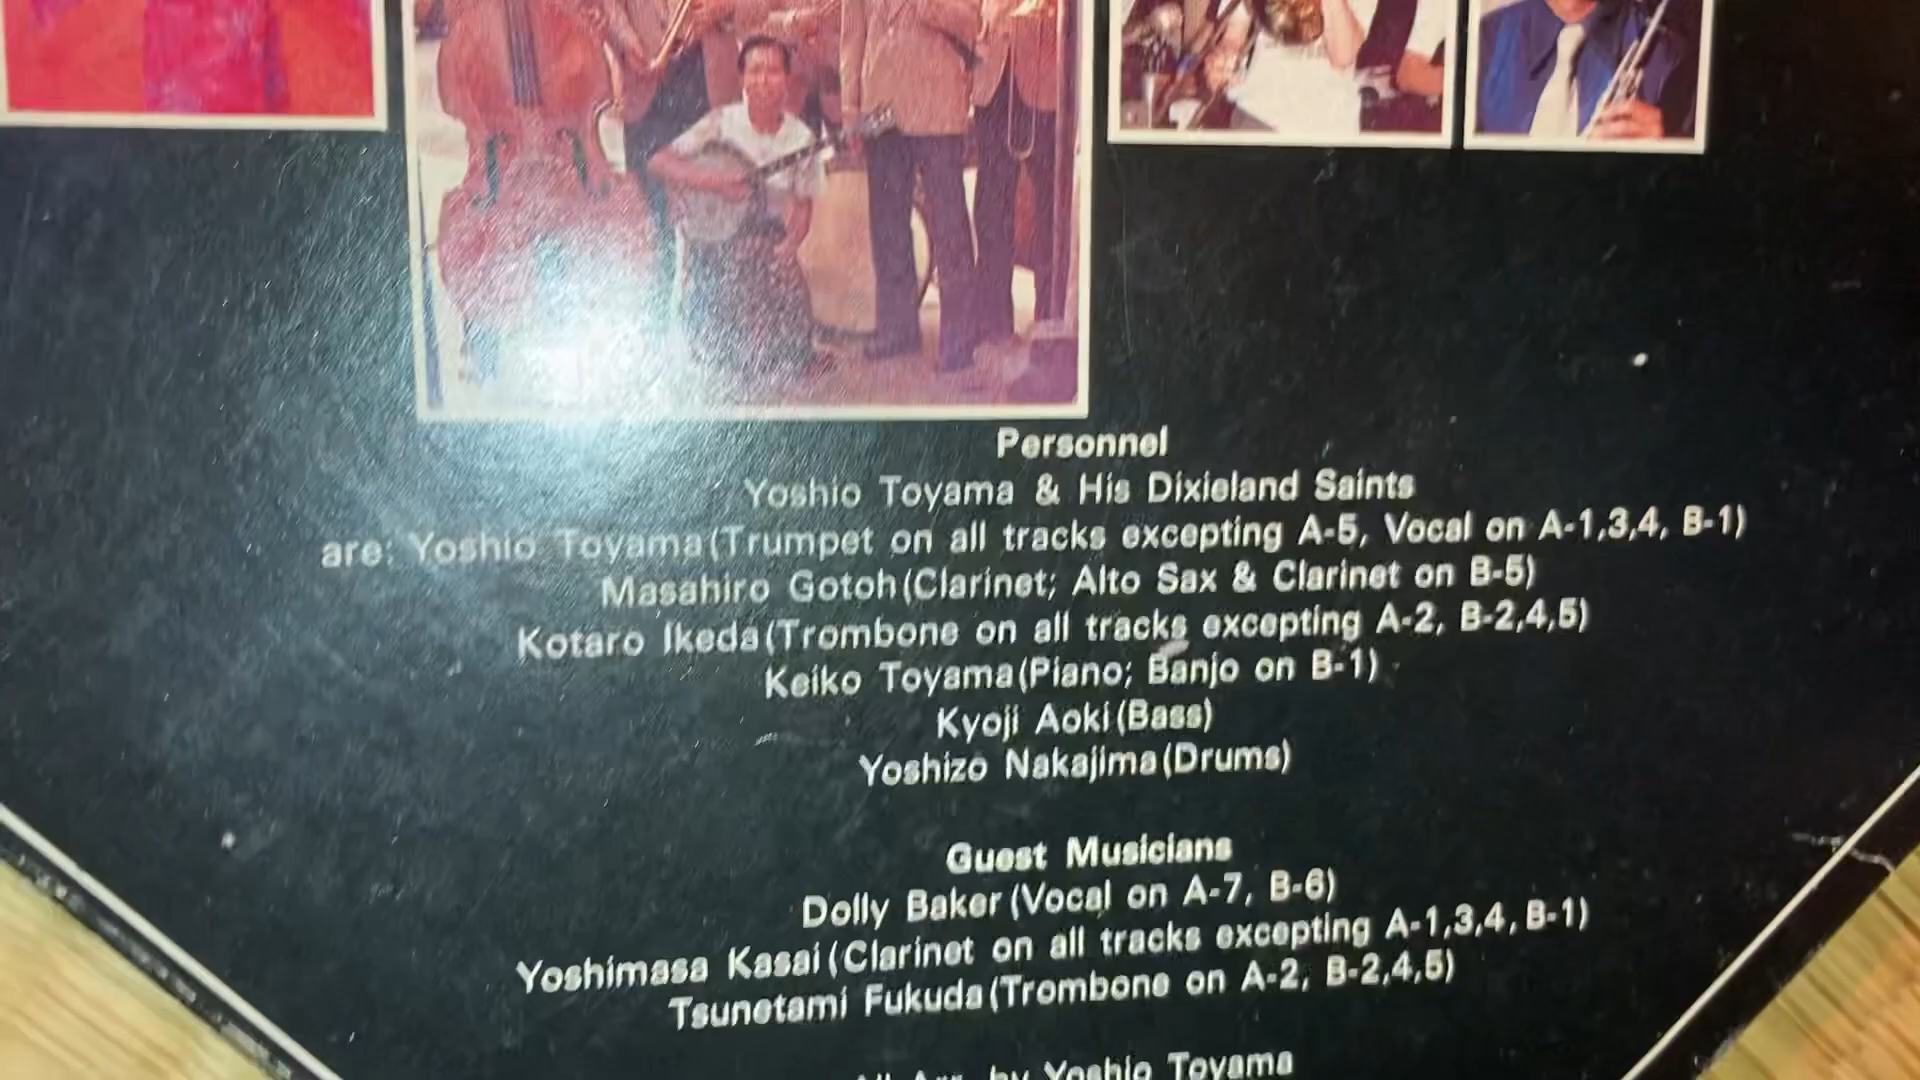 Personnel
Yoshio Toyama & His Dixieland Saints
are: Yoshio Toyama (Trumpet on all tracks excepting A-5, Vocal on A-1,3,4, B-1)
Masahiro Gotoh (Clarinet; Alto Sax & Clarinet on B-5)
Kotaro Ikeda (Trombone on all tracks excepting A-2, B-2,4,5)
Keiko Toyama (Piano; Banjo on B-1)
Kyoji Aoki (Bass)
Yoshizo Nakajima (Drums)
Guest Musicians
Dolly Baker (Vocal on A-7, B-6)
Yoshimasa Kasai (Clarinet on all tracks excepting A-1,3,4, B-1)
Tsunetami Fukuda (Trombone on A-2, B-2,4,5)
by Yoshio Toyama